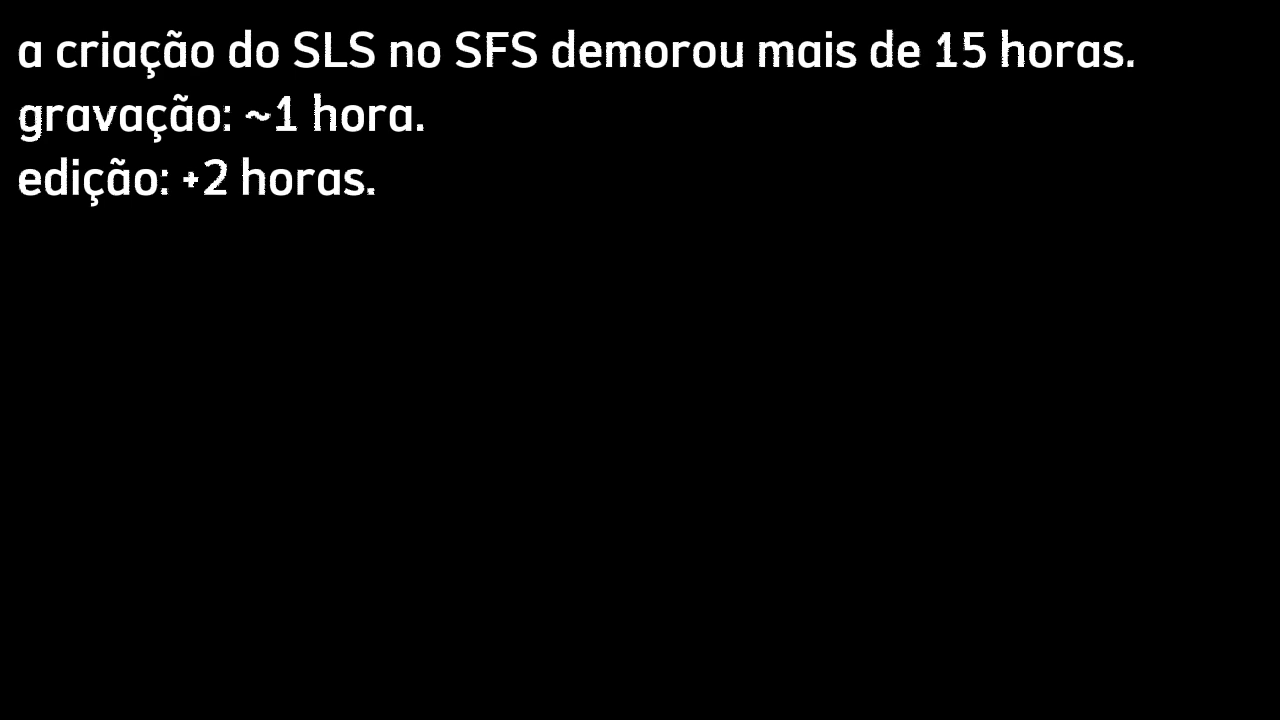 a criação do SLS no SFS demorou mais de 15 horas.
gravação: ~1 hora.
edição: +2 horas.